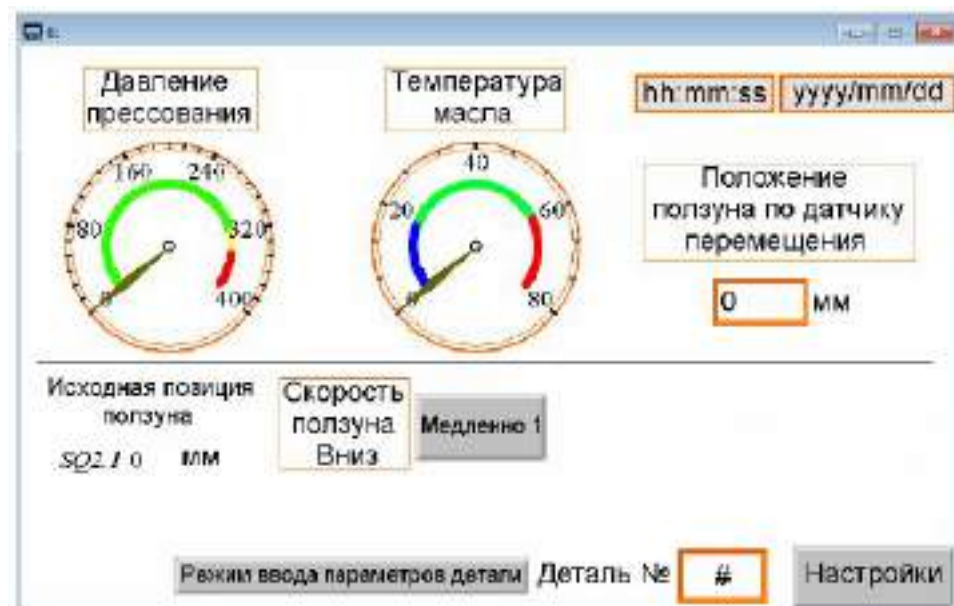 Давление
прессования
Температура
масла
hh:mm:ss
yyyy/mm/dd
0
80
160
240
320
400
0
20
40
60
80
Положение
ползуна по датчику
перемещения
0 мм
Исходная позиция
ползуна
SQ2.1 0 мм
Скорость
ползуна
Вниз
Медленно 1
Режим ввода параметров детали
Деталь №
#
Настройки